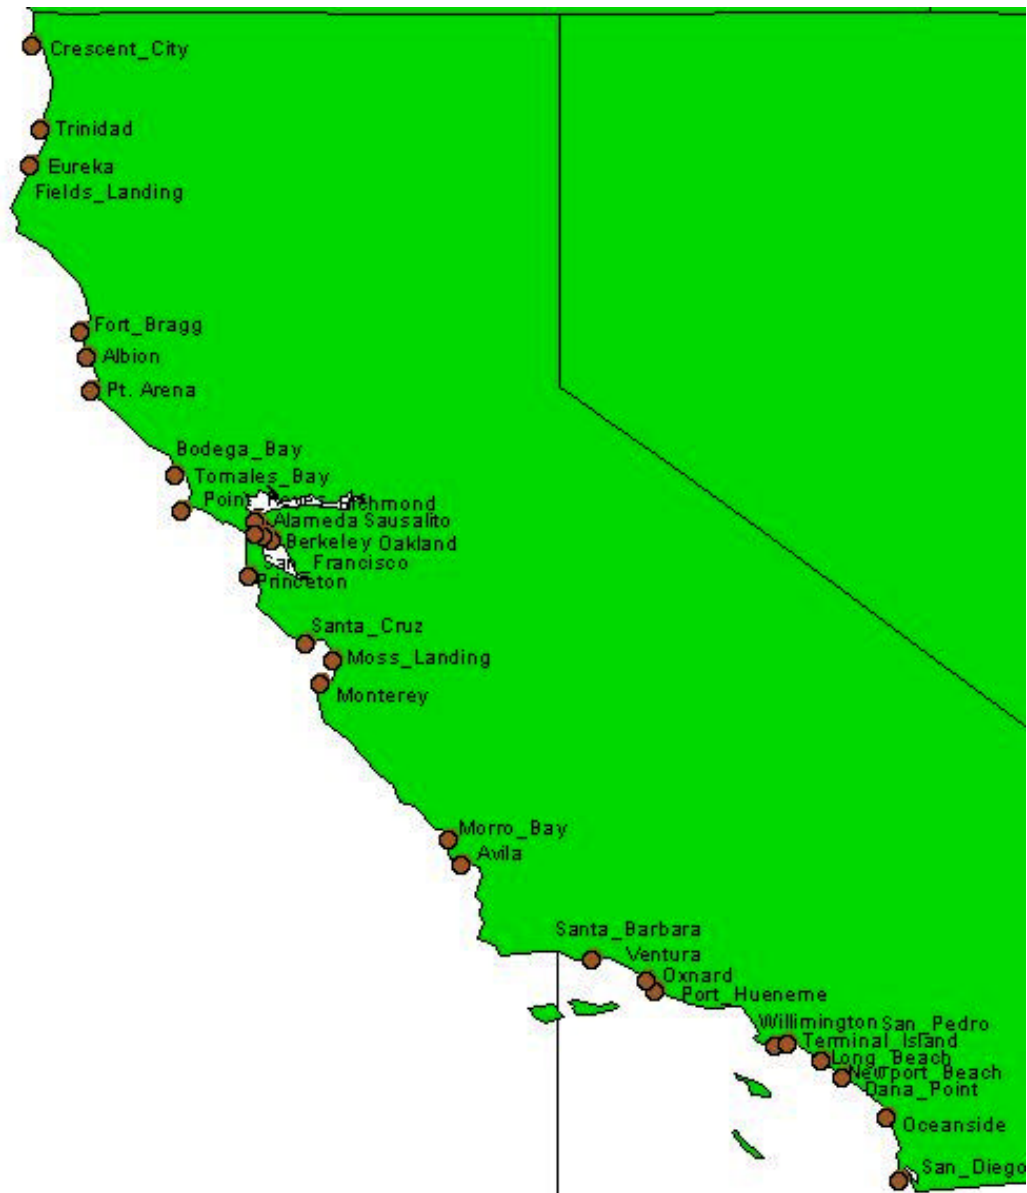 Crescent_City
Trinidad
Eureka
Fields_Landing
Fort_Bragg
Albion
Pt. Arena
Bodega_Bay
Tomales_Bay
Point_Reyes Richmond
Alameda Sausalito
Berkeley Oakland
San_Francisco
Princeton
Santa_Cruz
Moss_Landing
Monterey
Morro_Bay
Avila
Santa_Barbara
Ventura
Oxnard
Port_Hueneme
Willimington San_Pedro
Terminal_Island
Long_Beach
Newport_Beach
Dana_Point
Oceanside
San_Diego